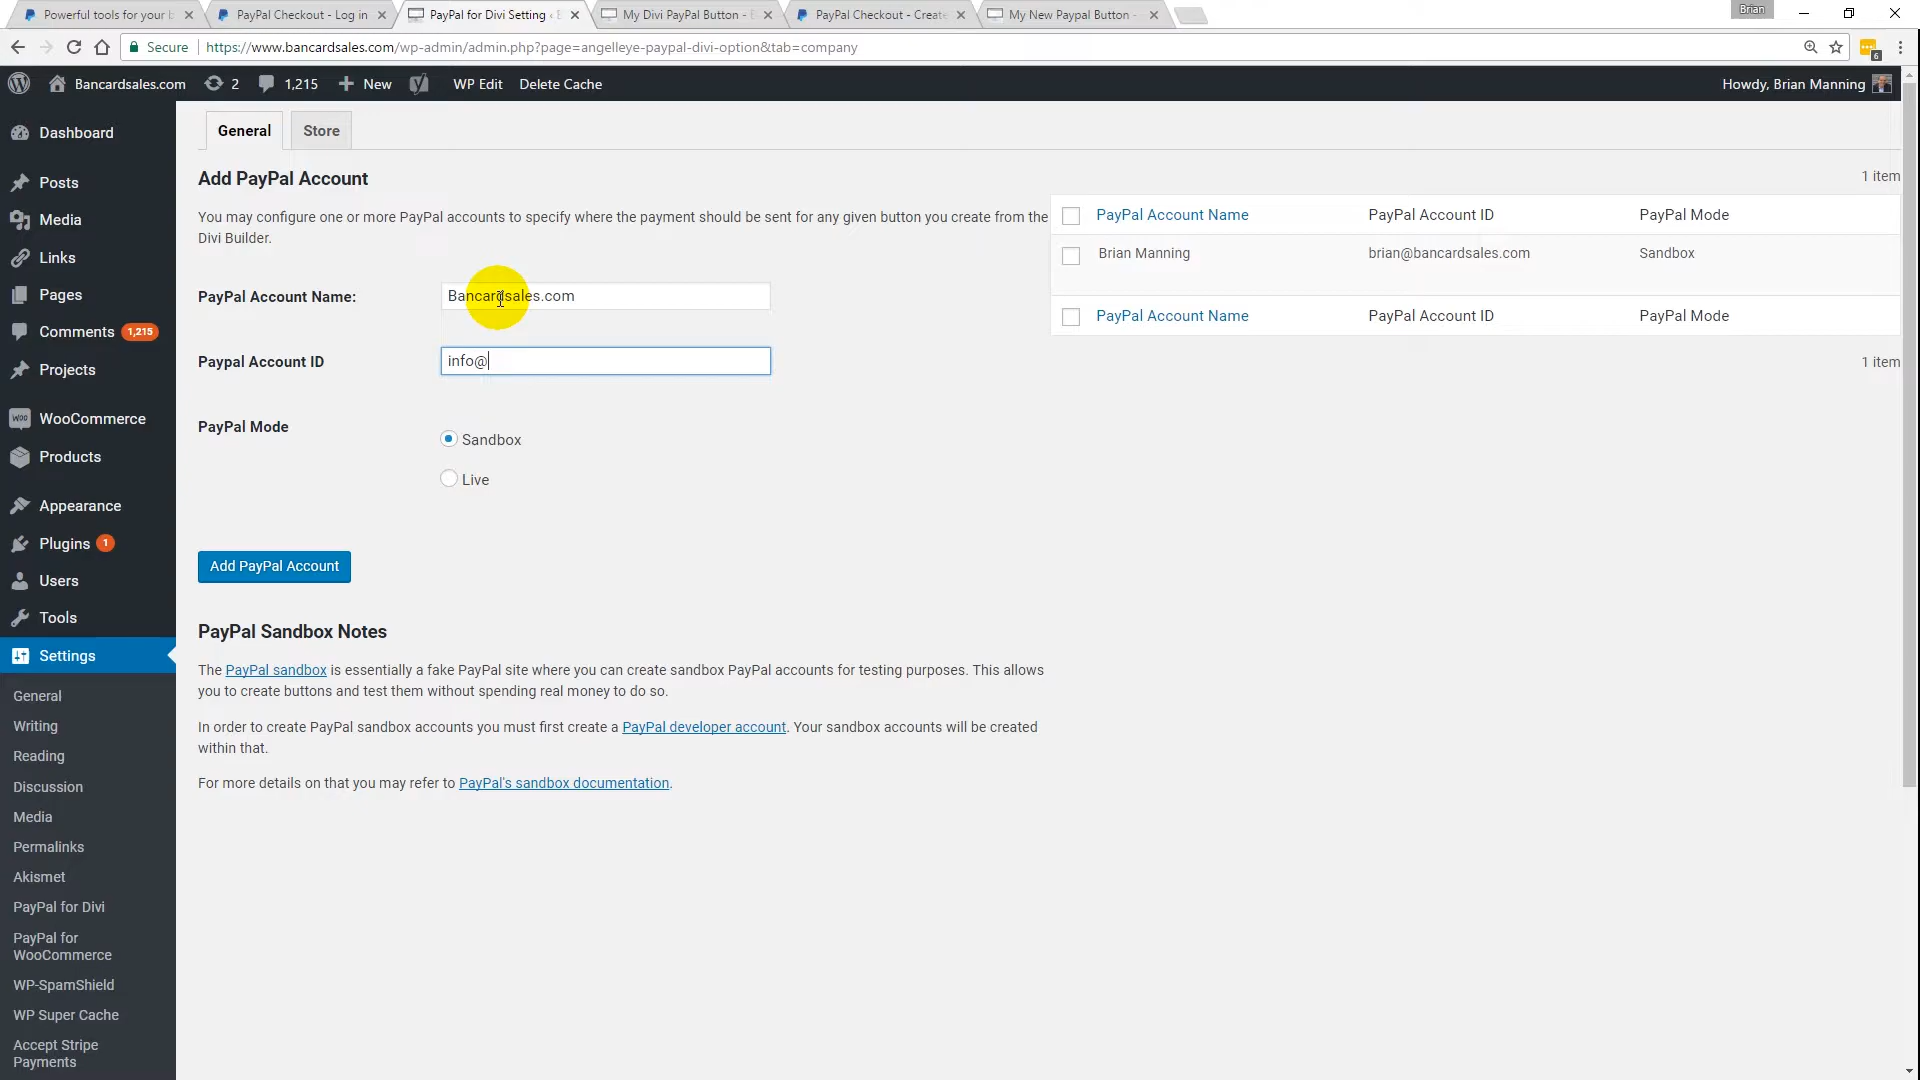 Powerful tools for your b
PayPal Checkout - Log in
PayPal for Divi Setting
My Divi PayPal Button -
PayPal Checkout - Create
My New Paypal Button -
Brian
Secure
https://www.bancardsales.com/wp-admin/admin.php?page=angelleye-paypal-divi-option&tab=company
6
Bancardsales.com
2
1,215
New
WP Edit
Delete Cache
Howdy, Brian Manning
Dashboard
Posts
Media
Links
Pages
Comments 1,215
Projects
WooCommerce
Products
Appearance
Plugins 1
Users
Tools
Settings
General
Writing
Reading
Discussion
Media
Permalinks
Akismet
PayPal for Divi
PayPal for
WooCommerce
WP-SpamShield
WP Super Cache
Accept Stripe
Payments
General
Store
Add PayPal Account
You may configure one or more PayPal accounts to specify where the payment should be sent for any given button you create from the
Divi Builder.
PayPal Account Name:
Bancardsales.com
Paypal Account ID
info@
PayPal Mode
Sandbox
Live
Add PayPal Account
PayPal Sandbox Notes
The PayPal sandbox is essentially a fake PayPal site where you can create sandbox PayPal accounts for testing purposes. This allows
you to create buttons and test them without spending real money to do so.
In order to create PayPal sandbox accounts you must first create a PayPal developer account. Your sandbox accounts will be created
within that.
For more details on that you may refer to PayPal's sandbox documentation.
1 item
PayPal Account Name PayPal Account ID PayPal Mode
Brian Manning brian@bancardsales.com Sandbox
PayPal Account Name PayPal Account ID PayPal Mode
1 item